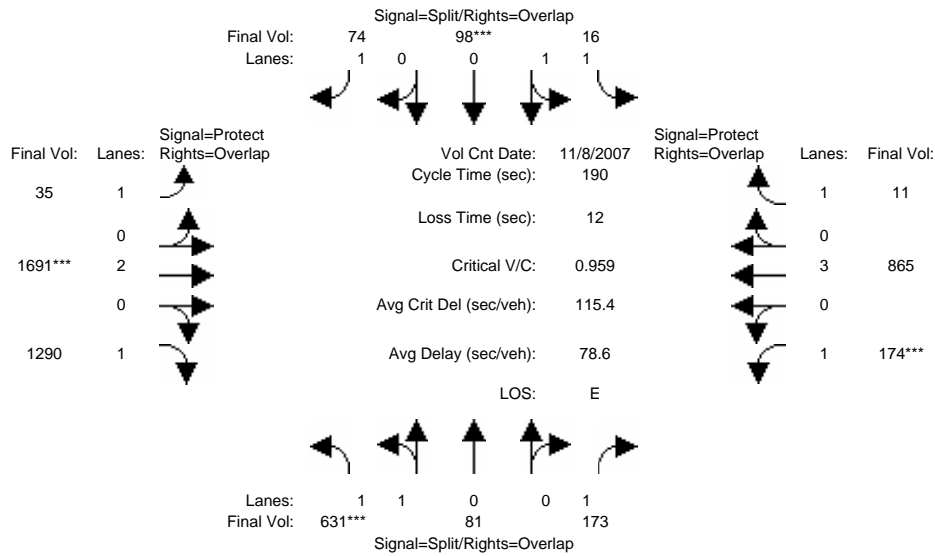 Signal=Split/Rights=Overlap
Final Vol: 74 98*** 16
Lanes: 1 0 0 1 1
Signal=Protect
Final Vol: Lanes: Rights=Overlap
Vol Cnt Date: 11/8/2007
Signal=Protect
Rights=Overlap Lanes: Final Vol:
Cycle Time (sec): 190
35 1
1 11
Loss Time (sec): 12
0
0
1691*** 2
Critical V/C: 0.959
3 865
0
Avg Crit Del (sec/veh): 115.4
0
1290 1
Avg Delay (sec/veh): 78.6
1 174***
LOS: E
Lanes: 1 1 0 0 1
Final Vol: 631*** 81 173
Signal=Split/Rights=Overlap